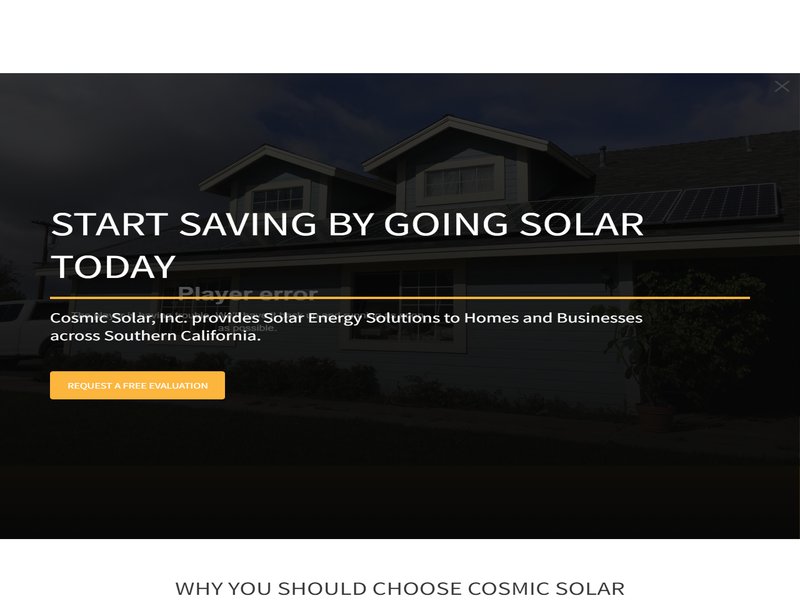 START SAVING BY GOING SOLAR
TODAY
Player error
Cosmic Solar, Inc. provides Solar Energy Solutions to Homes and Businesses
as possible.
across Southern California.
REQUEST A FREE EVALUATION
WHY YOU SHOULD CHOOSE COSMIC SOLAR